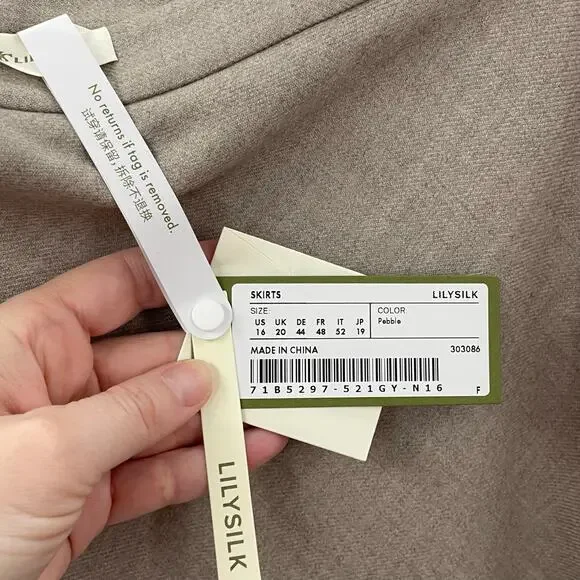 No returns if tag is removed.
试穿请保留,拆除不退换
SKIRTS LILYSILK
SIZE: COLOR
US UK DE FR IT JP Pebble
16 20 44 48 52 19
MADE IN CHINA 303086
71B5297-521GY-N16 F
LILYSILK